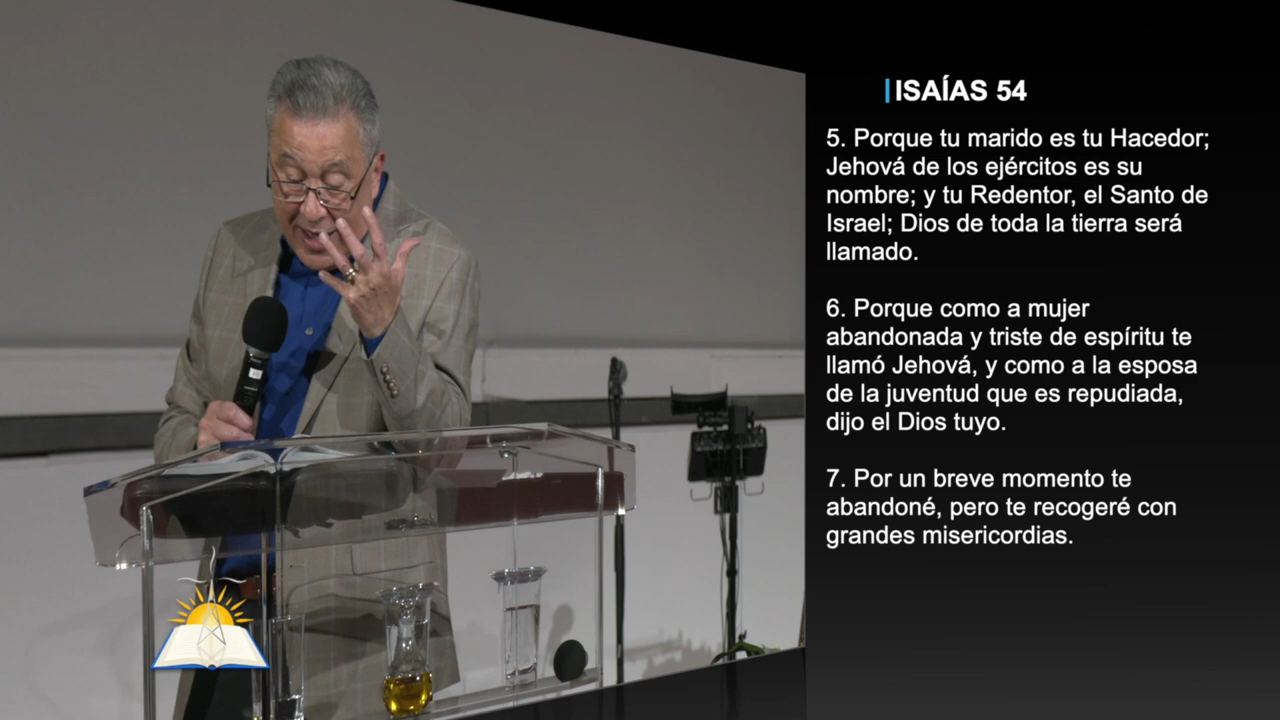 ISAÍAS 54
5. Porque tu marido es tu Hacedor;
Jehová de los ejércitos es su
nombre; y tu Redentor, el Santo de
Israel; Dios de toda la tierra será
llamado.
6. Porque como a mujer
abandonada y triste de espíritu te
llamó Jehová, y como a la esposa
de la juventud que es repudiada,
dijo el Dios tuyo.
7. Por un breve momento te
abandoné, pero te recogeré con
grandes misericordias.